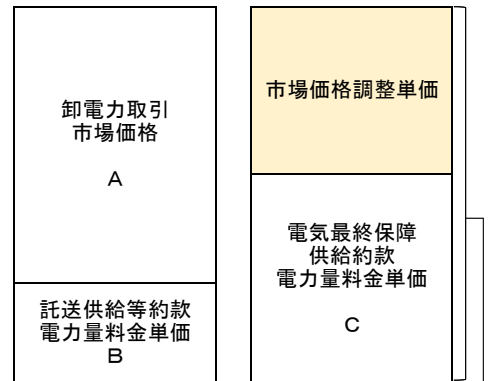 卸電力取引
市場価格
A
託送供給等約款
電力量料金単価
B
市場価格調整単価
電気最終保障
供給約款
電力量料金単価
C